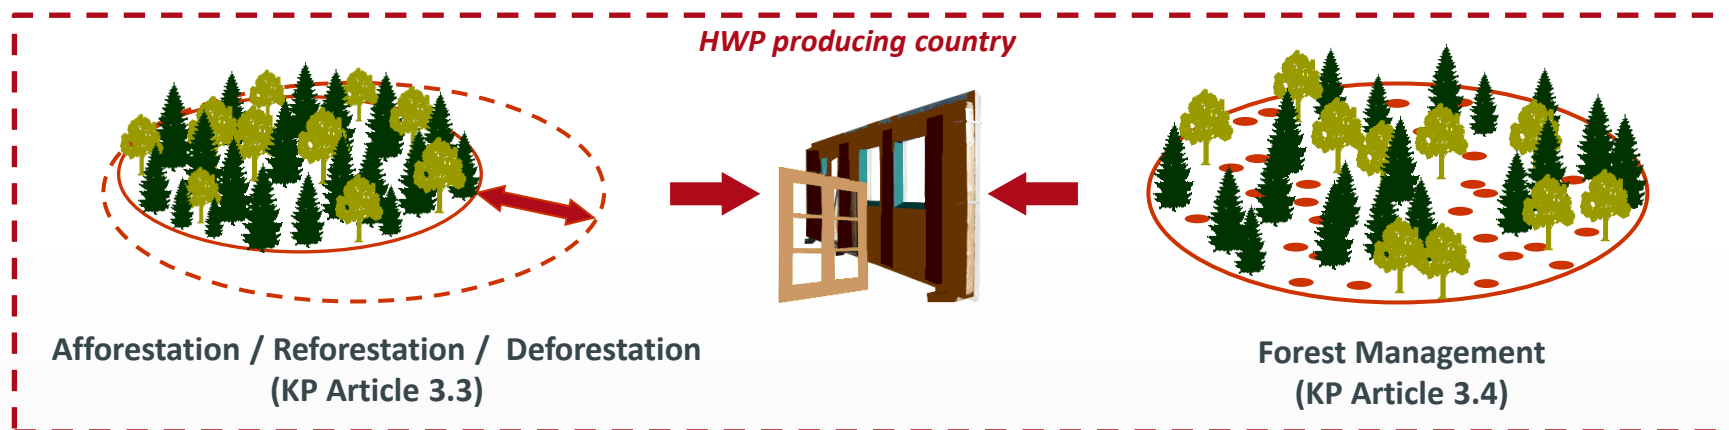 HWP producing country
Afforestation / Reforestation / Deforestation
(KP Article 3.3)
Forest Management
(KP Article 3.4)